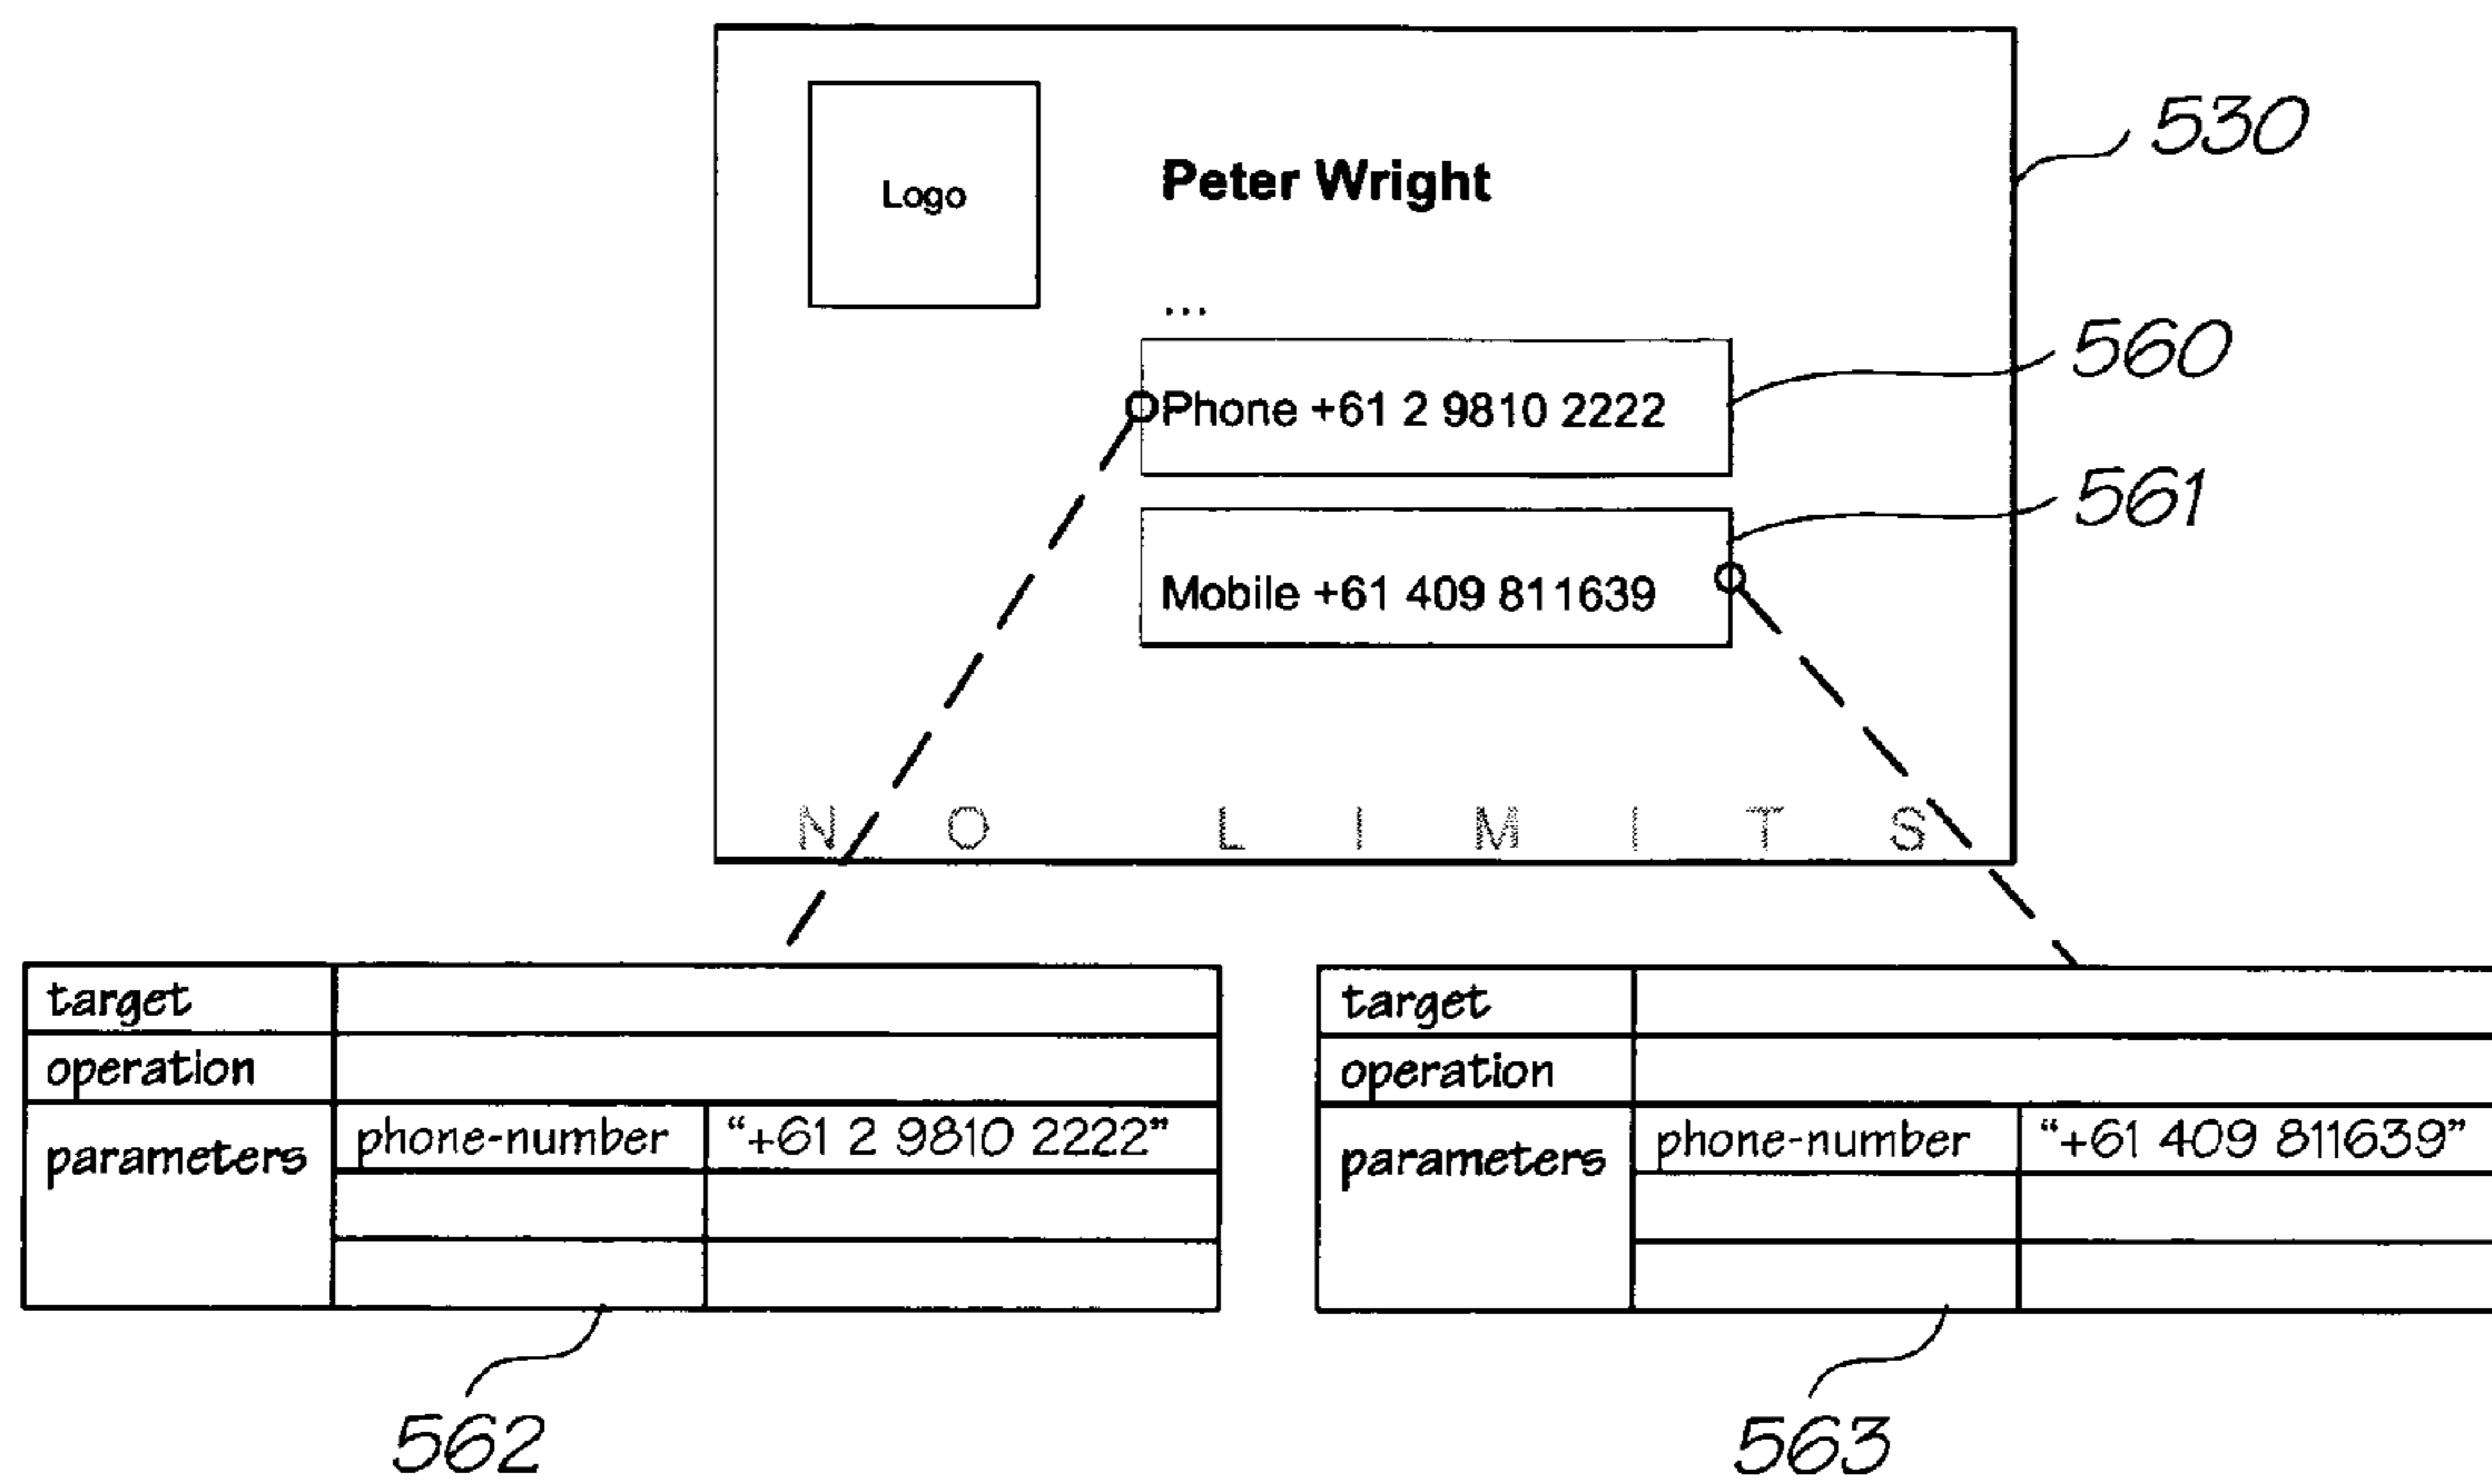 Logo
Peter Wright
530
...
Phone +61 2 9810 2222
560
Mobile +61 409 811639
561
N O L I M I T S
target
operation
parameters
phone-number “+61 2 9810 2222”
562
target
operation
parameters
phone-number “+61 409 811639”
563